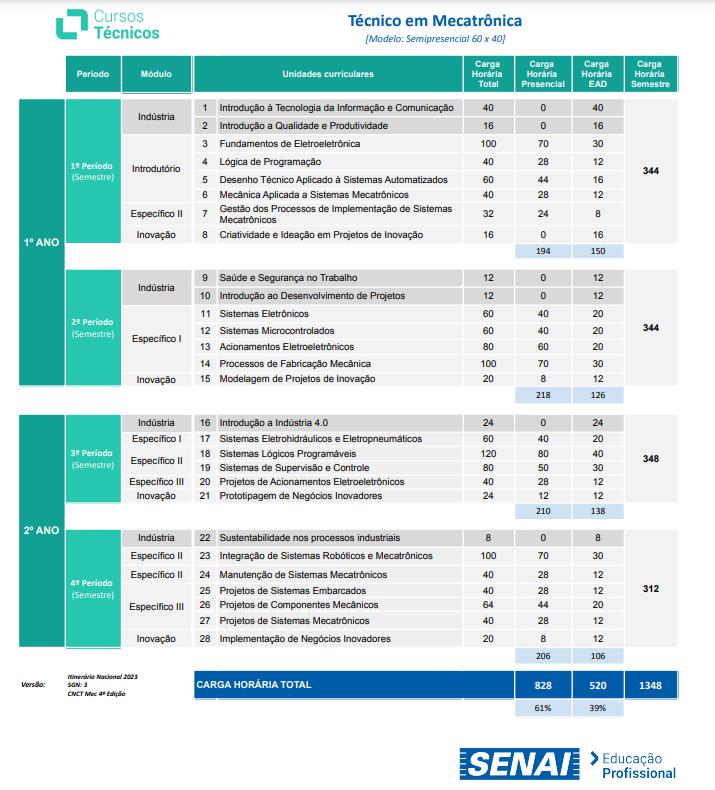 Cursos
Técnicos
Técnico em Mecatrônica
[Modelo: Semipresencial 60 x 40]
Período Módulo Unidades curriculares Carga Horária Total Carga Horária Presencial Carga Horária EAD Carga Horária Semestre
1º ANO
1º Período (Semestre)
344
Indústria
1 Introdução à Tecnologia da Informação e Comunicação 40 0 40
2 Introdução a Qualidade e Produtividade 16 0 16
Introdutório
3 Fundamentos de Eletroeletrônica 100 70 30
4 Lógica de Programação 40 28 12
5 Desenho Técnico Aplicado à Sistemas Automatizados 60 44 16
6 Mecânica Aplicada a Sistemas Mecatrônicos 40 28 12
Específico II 7 Gestão dos Processos de Implementação de Sistemas Mecatrônicos 32 24 8
Inovação 8 Criatividade e Ideação em Projetos de Inovação 16 0 16
194 150
2º Período (Semestre)
344
Indústria
9 Saúde e Segurança no Trabalho 12 0 12
10 Introdução ao Desenvolvimento de Projetos 12 0 12
Específico I
11 Sistemas Eletrônicos 60 40 20
12 Sistemas Microcontrolados 60 40 20
13 Acionamentos Eletroeletrônicos 80 60 20
14 Processos de Fabricação Mecânica 100 70 30
Inovação 15 Modelagem de Projetos de Inovação 20 8 12
218 126
2º ANO
3º Período (Semestre)
348
Indústria 16 Introdução a Indústria 4.0 24 0 24
Específico I 17 Sistemas Eletrohidráulicos e Eletropneumáticos 60 40 20
Específico II
18 Sistemas Lógicos Programáveis 120 80 40
19 Sistemas de Supervisão e Controle 80 50 30
Específico III 20 Projetos de Acionamentos Eletroeletrônicos 40 28 12
Inovação 21 Prototipagem de Negócios Inovadores 24 12 12
210 138
4º Período (Semestre)
312
Indústria 22 Sustentabilidade nos processos industriais 8 0 8
Específico II 23 Integração de Sistemas Robóticos e Mecatrônicos 100 70 30
Específico II 24 Manutenção de Sistemas Mecatrônicos 40 28 12
Específico III
25 Projetos de Sistemas Embarcados 40 28 12
26 Projetos de Componentes Mecânicos 64 44 20
27 Projetos de Sistemas Mecatrônicos 40 28 12
Inovação 28 Implementação de Negócios Inovadores 20 8 12
206 106
Versão:
Itinerário Nacional 2023
SGN: 3
CNCT Mec 4ª Edição
CARGA HORÁRIA TOTAL 828 520 1348
61% 39%
SENAI
Educação
Profissional